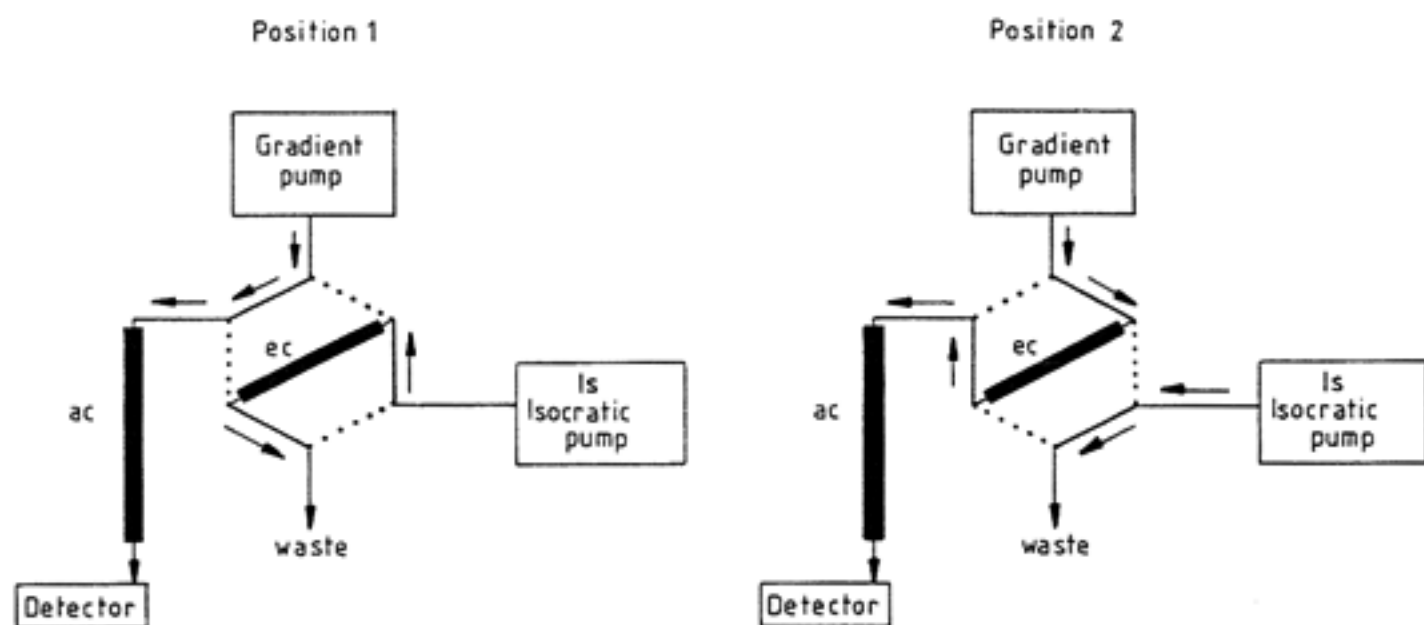 Position 1
Gradient
pump
ec
ac
Is
Isocratic
pump
waste
Detector
Position 2
Gradient
pump
ec
ac
Is
Isocratic
pump
waste
Detector